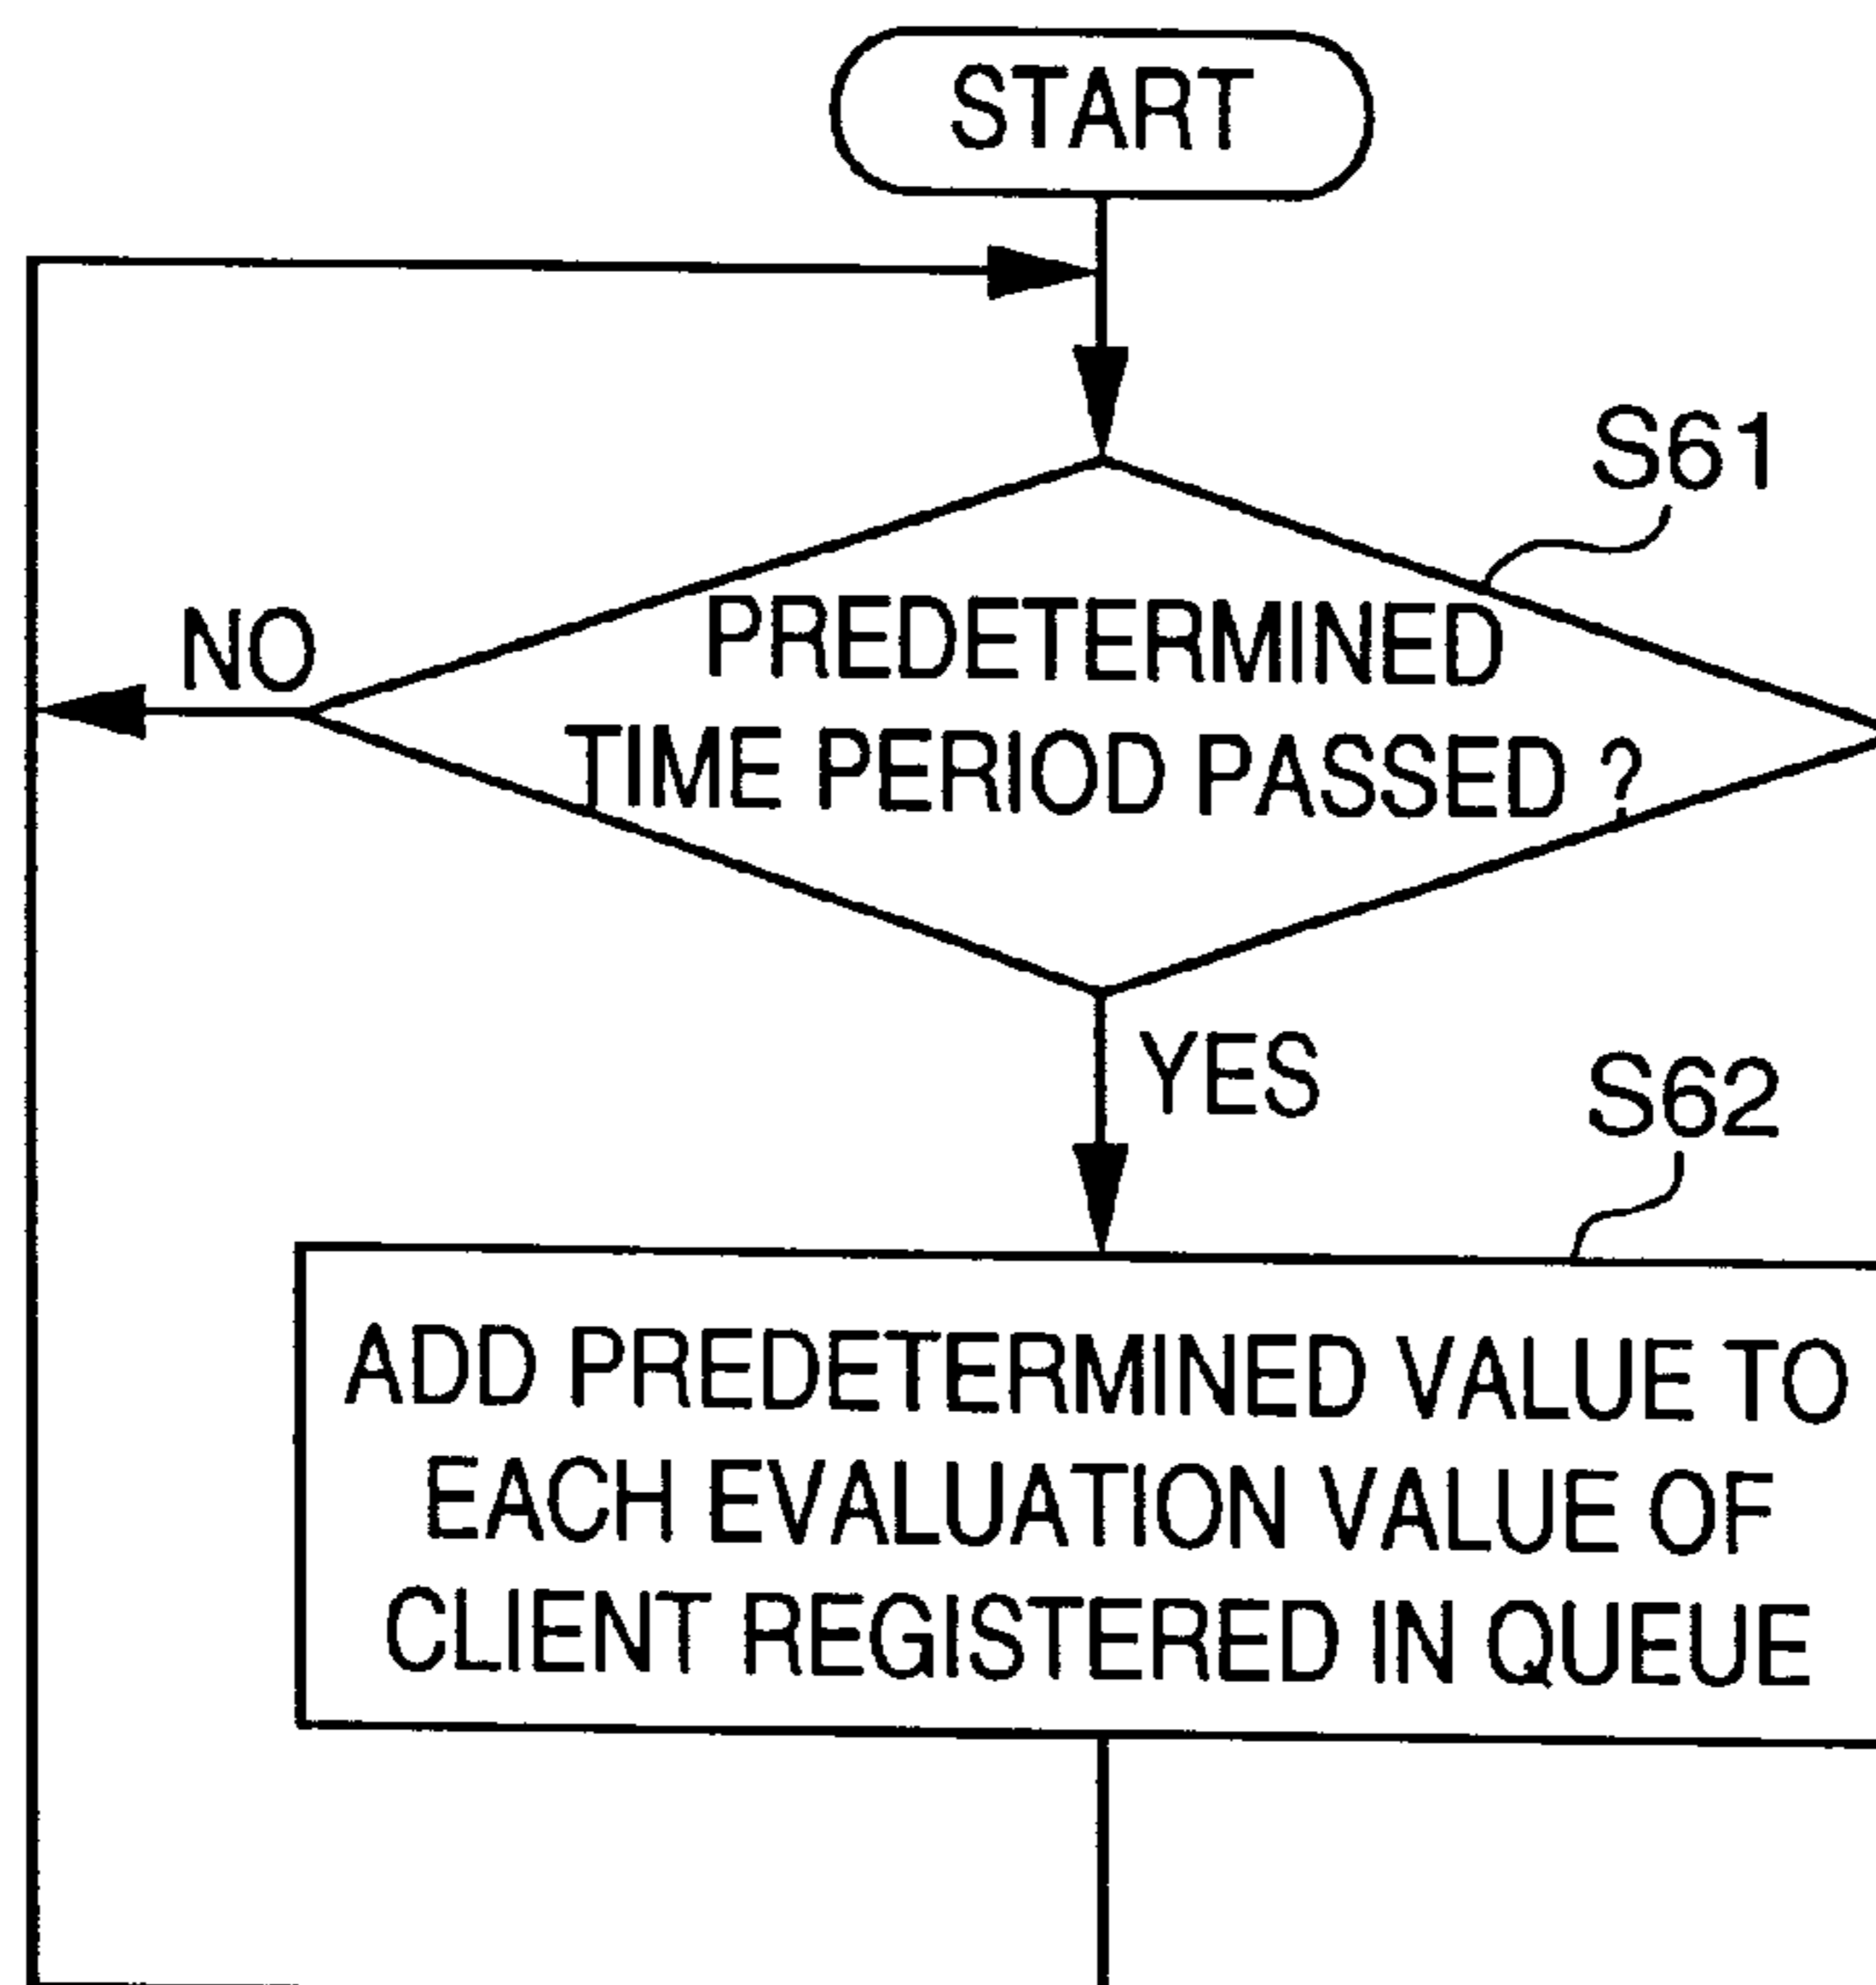 START
S61
NO
PREDETERMINED
TIME PERIOD PASSED ?
YES
S62
ADD PREDETERMINED VALUE TO
EACH EVALUATION VALUE OF
CLIENT REGISTERED IN QUEUE